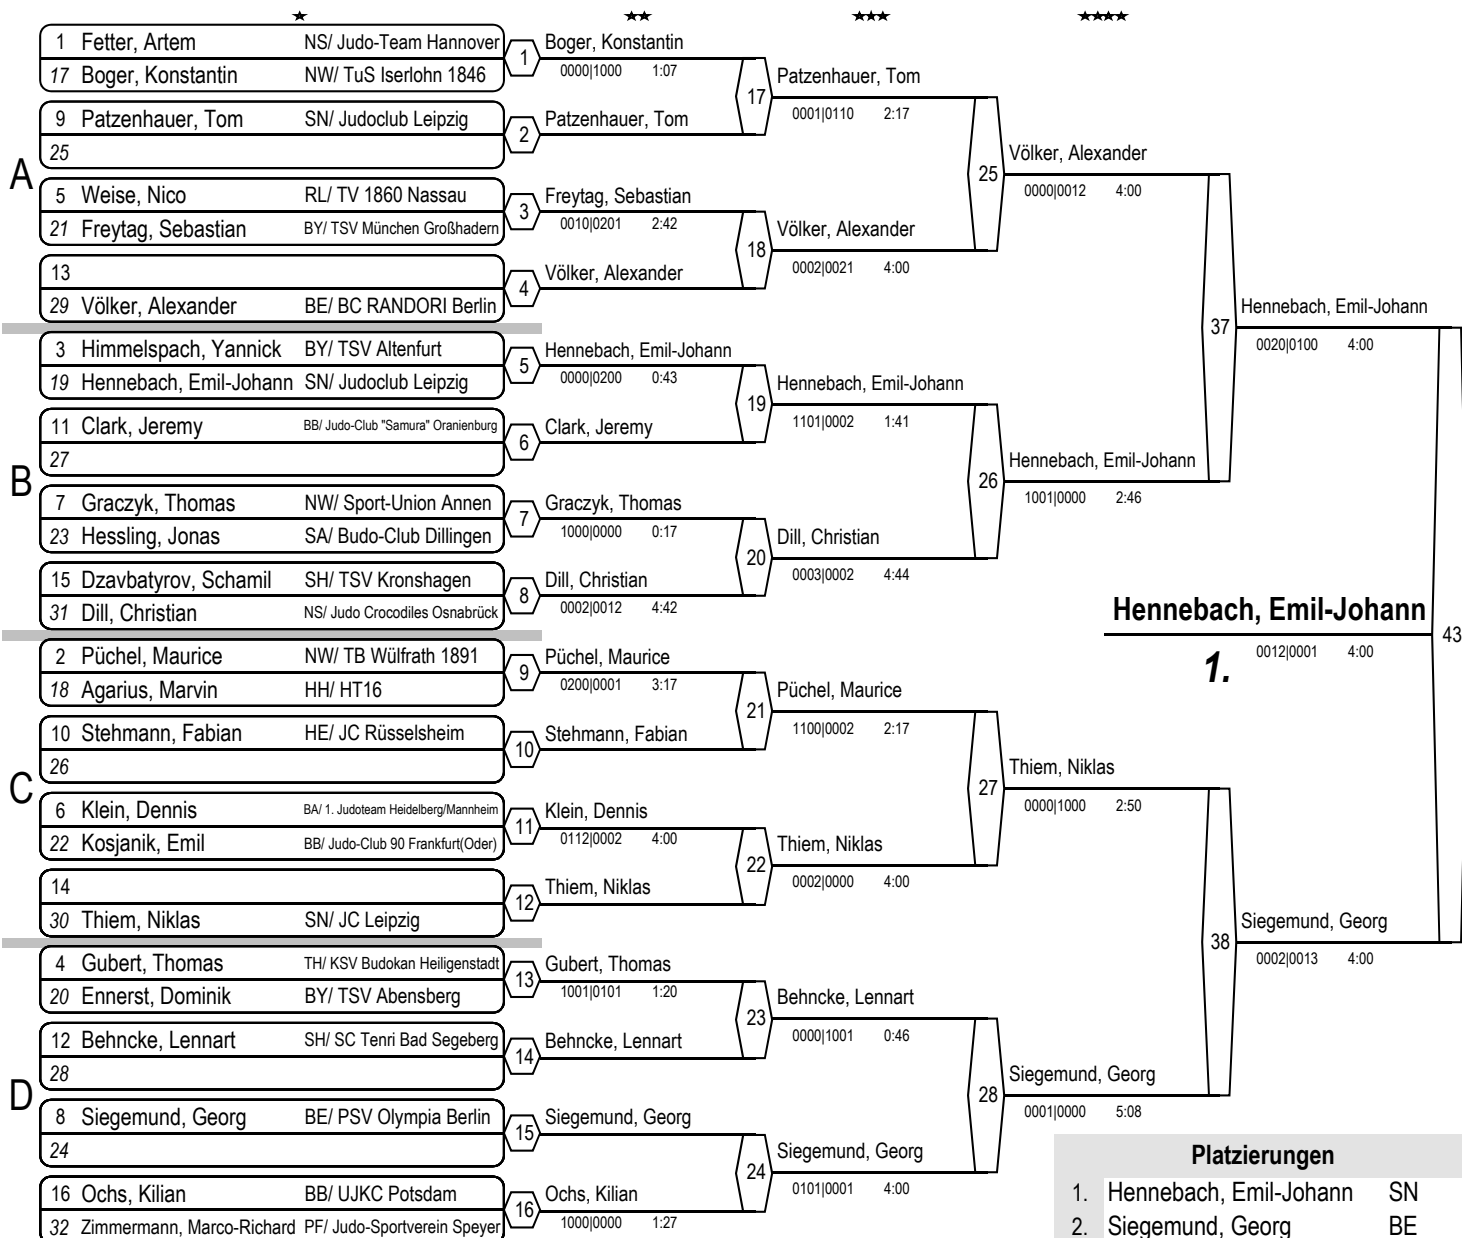 1 Fetter, Artem NS/ Judo-Team Hannover
17 Boger, Konstantin NW/ TuS Iserlohn 1846
9 Patzenhauer, Tom SN/ Judoclub Leipzig
25
A
5 Weise, Nico RL/ TV 1860 Nassau
21 Freytag, Sebastian BY/ TSV München Großhadern
13
29 Völker, Alexander BE/ BC RANDORI Berlin
3 Himmelspach, Yannick BY/ TSV Altenfurt
19 Hennebach, Emil-Johann SN/ Judoclub Leipzig
11 Clark, Jeremy BB/ Judo-Club "Samura" Oranienburg
27
B
7 Graczyk, Thomas NW/ Sport-Union Annen
23 Hessling, Jonas SA/ Budo-Club Dillingen
15 Dzavbatyrov, Schamil SH/ TSV Kronshagen
31 Dill, Christian NS/ Judo Crocodiles Osnabrück
2 Püchel, Maurice NW/ TB Wülfrath 1891
18 Agarius, Marvin HH/ HT16
10 Stehmann, Fabian HE/ JC Rüsselsheim
26
C
6 Klein, Dennis BA/ 1. Judoteam Heidelberg/Mannheim
22 Kosjanik, Emil BB/ Judo-Club 90 Frankfurt(Oder)
14
30 Thiem, Niklas SN/ JC Leipzig
4 Gubert, Thomas TH/ KSV Budokan Heiligenstadt
20 Ennerst, Dominik BY/ TSV Abensberg
12 Behncke, Lennart SH/ SC Tenri Bad Segeberg
28
D
8 Siegemund, Georg BE/ PSV Olympia Berlin
24
16 Ochs, Kilian BB/ UJKC Potsdam
32 Zimmermann, Marco-Richard PF/ Judo-Sportverein Speyer
1 Boger, Konstantin
0000|1000 1:07
2 Patzenhauer, Tom
3 Freytag, Sebastian
0010|0201 2:42
4 Völker, Alexander
5 Hennebach, Emil-Johann
0000|0200 0:43
6 Clark, Jeremy
7 Graczyk, Thomas
1000|0000 0:17
8 Dill, Christian
0002|0012 4:42
9 Püchel, Maurice
0200|0001 3:17
10 Stehmann, Fabian
11 Klein, Dennis
0112|0002 4:00
12 Thiem, Niklas
13 Gubert, Thomas
1001|0101 1:20
14 Behncke, Lennart
15 Siegemund, Georg
16 Ochs, Kilian
1000|0000 1:27
17 Patzenhauer, Tom
0001|0110 2:17
18 Völker, Alexander
0002|0021 4:00
19 Hennebach, Emil-Johann
1101|0002 1:41
20 Dill, Christian
0003|0002 4:44
21 Püchel, Maurice
1100|0002 2:17
22 Thiem, Niklas
0002|0000 4:00
23 Behncke, Lennart
0000|1001 0:46
24 Siegemund, Georg
0101|0001 4:00
25 Völker, Alexander
0000|0012 4:00
26 Hennebach, Emil-Johann
1001|0000 2:46
27 Thiem, Niklas
0000|1000 2:50
28 Siegemund, Georg
0001|0000 5:08
37 Hennebach, Emil-Johann
0020|0100 4:00
38 Siegemund, Georg
0002|0013 4:00
Hennebach, Emil-Johann 43
1. 0012|0001 4:00
Platzierungen
1. Hennebach, Emil-Johann SN
2. Siegemund, Georg BE